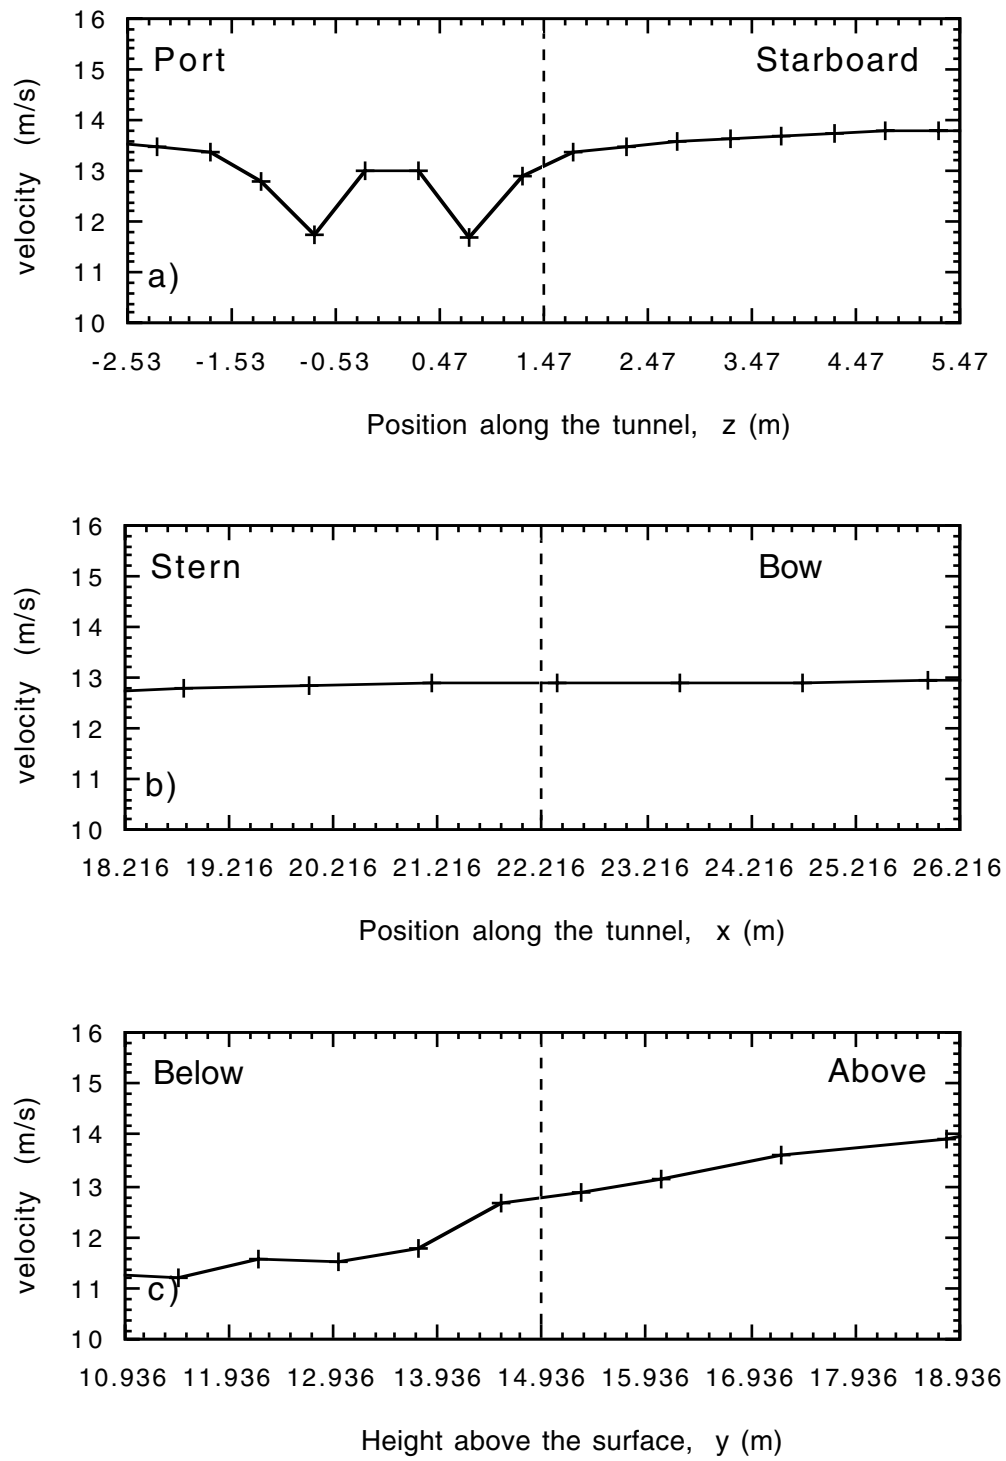 16
Port Starboard
15
14
13
12
11
a)
10
velocity (m/s)
-2.53 -1.53 -0.53 0.47 1.47 2.47 3.47 4.47 5.47
Position along the tunnel, z (m)
16
Stern Bow
15
14
13
12
11
b)
10
velocity (m/s)
18.216 19.216 20.216 21.216 22.216 23.216 24.216 25.216 26.216
Position along the tunnel, x (m)
16
Below Above
15
14
13
12
11
c)
10
velocity (m/s)
10.936 11.936 12.936 13.936 14.936 15.936 16.936 17.936 18.936
Height above the surface, y (m)